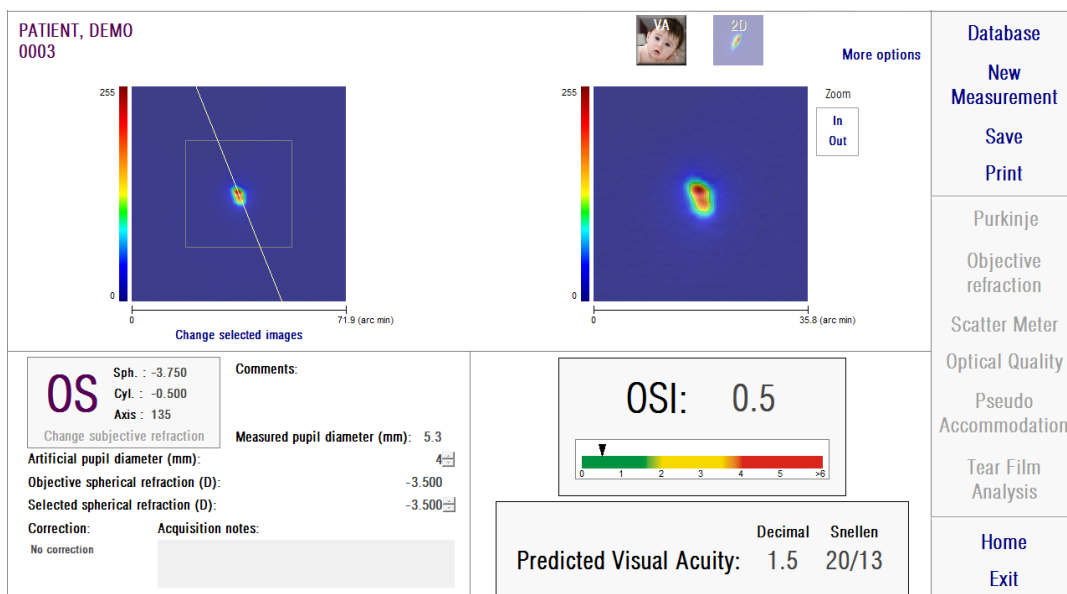 PATIENT, DEMO
0003
VA
2D
More options
255
0
0
71.9 (arc min)
Change selected images
255
0
0
35.8 (arc min)
Zoom
In
Out
OS
Sph. : -3.750
Cyl. : -0.500
Axis : 135
Change subjective refraction
Comments:
Measured pupil diameter (mm): 5.3
Artificial pupil diameter (mm): 4
Objective spherical refraction (D): -3.500
Selected spherical refraction (D): -3.500
Correction:
No correction
Acquisition notes:
OSI: 0.5
0 1 2 3 4 5 >6
Decimal Snellen
Predicted Visual Acuity: 1.5 20/13
Database
New
Measurement
Save
Print
Purkinje
Objective
refraction
Scatter Meter
Optical Quality
Pseudo
Accommodation
Tear Film
Analysis
Home
Exit